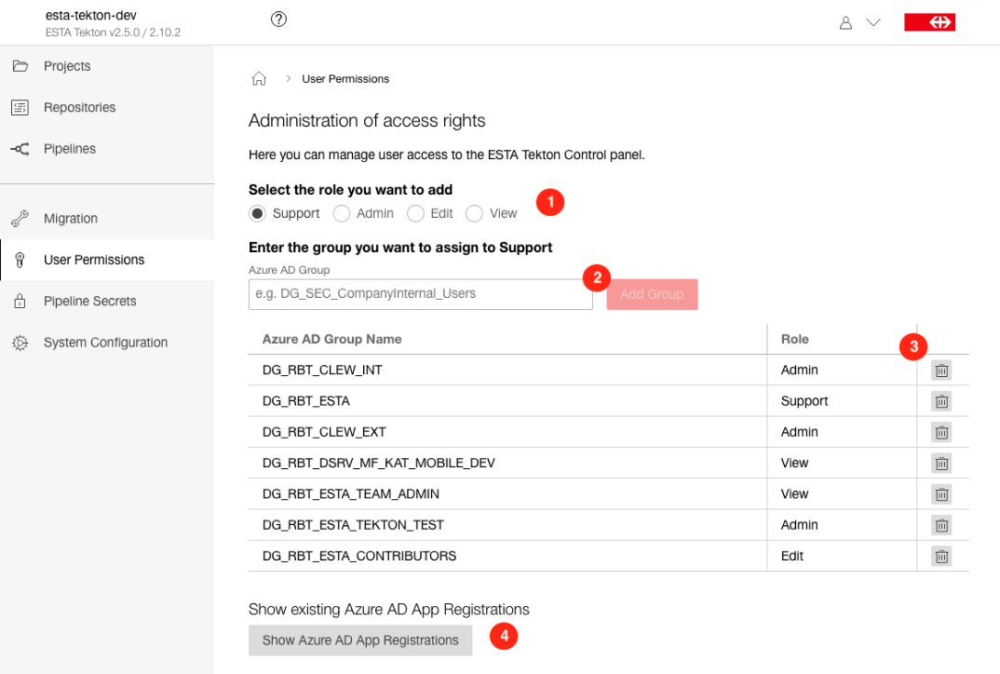 esta-tekton-dev
ESTA Tekton v2.5.0 / 2.10.2
?
Projects
Repositories
Pipelines
Migration
User Permissions
Pipeline Secrets
System Configuration
User Permissions
Administration of access rights
Here you can manage user access to the ESTA Tekton Control panel.
Select the role you want to add
Support Admin Edit View 1
Enter the group you want to assign to Support
Azure AD Group
e.g. DG_SEC_CompanyInternal_Users 2 Add Group
Azure AD Group Name Role 3
DG_RBT_CLEW_INT Admin
DG_RBT_ESTA Support
DG_RBT_CLEW_EXT Admin
DG_RBT_DSRV_MF_KAT_MOBILE_DEV View
DG_RBT_ESTA_TEAM_ADMIN View
DG_RBT_ESTA_TEKTON_TEST Admin
DG_RBT_ESTA_CONTRIBUTORS Edit
Show existing Azure AD App Registrations
Show Azure AD App Registrations 4